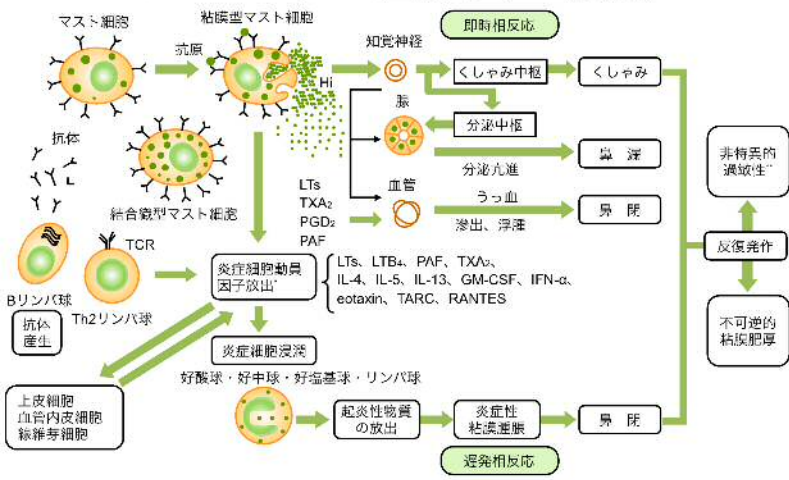 マスト細胞
粘膜型マスト細胞
抗原
Hi
知覚神経
即時相反応
くしゃみ中枢
くしゃみ
腺
分泌中枢
分泌亢進
鼻 漏
抗体
結合織型マスト細胞
LTs
TXA₂
PGD₂
PAF
血管
うっ血
滲出、浮腫
鼻 閉
非特異的
過敏性**
反復発作
不可逆的
粘膜肥厚
TCR
Bリンパ球
Th2リンパ球
抗体
産生
炎症細胞動員
因子放出*
LTs、LTB₄、PAF、TXA₂、
IL-4、IL-5、IL-13、GM-CSF、IFN-α、
eotaxin、TARC、RANTES
炎症細胞浸潤
好酸球・好中球・好塩基球・リンパ球
上皮細胞
血管内皮細胞
線維芽細胞
起炎性物質
の放出
炎症性
粘膜腫脹
鼻 閉
遅発相反応